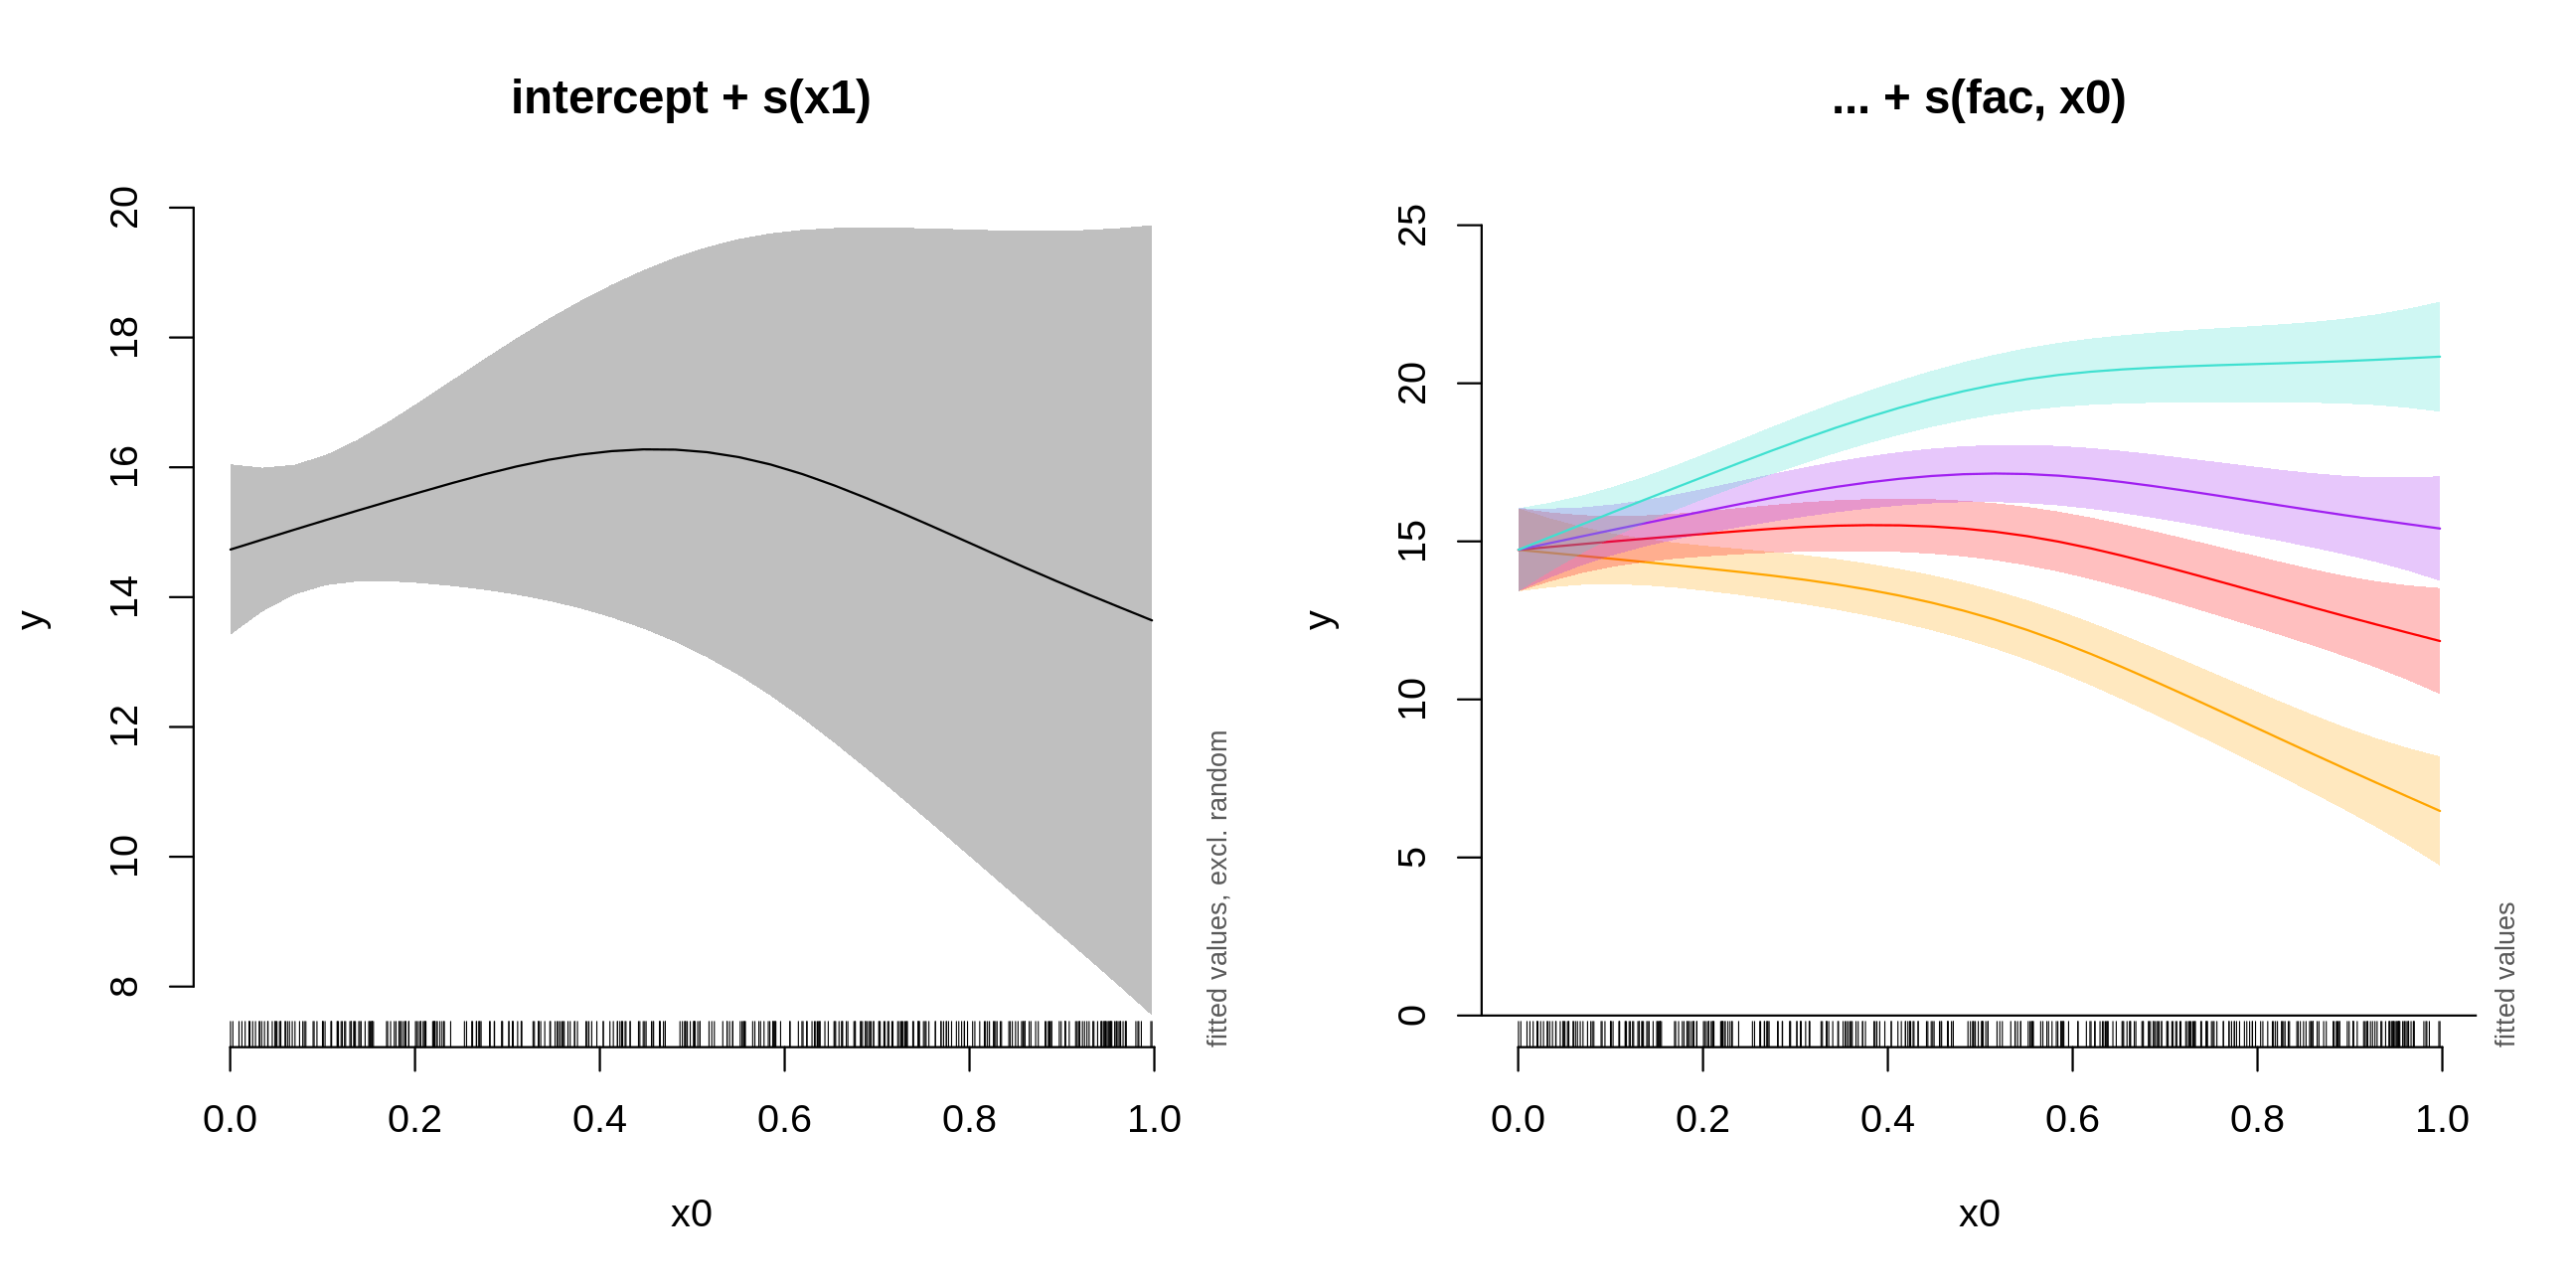 intercept + s(x1)
y
20
18
16
14
12
10
8
0.0 0.2 0.4 0.6 0.8 1.0
x0
fitted values, excl. random
... + s(fac, x0)
y
25
20
15
10
5
0
0.0 0.2 0.4 0.6 0.8 1.0
x0
fitted values